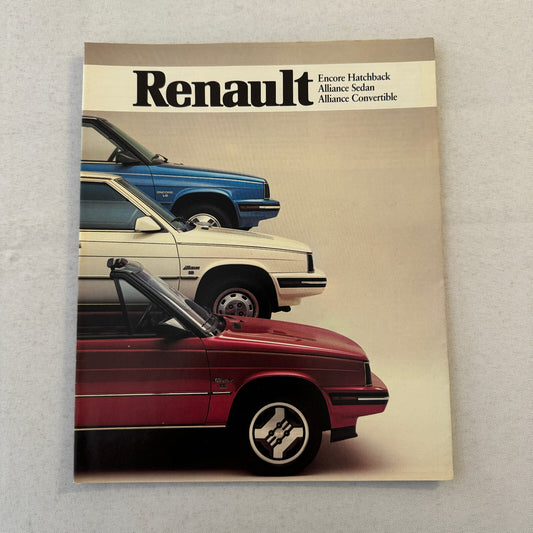 Renault
Encore Hatchback
Alliance Sedan
Alliance Convertible